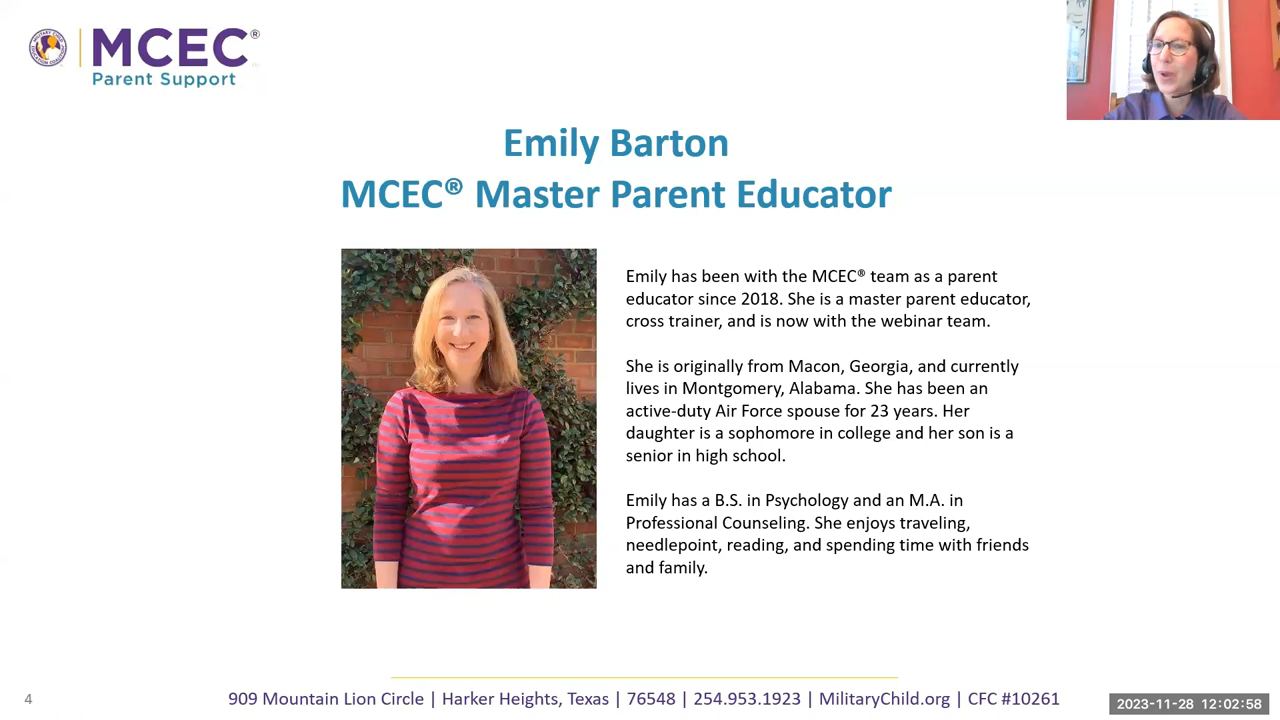 MCEC®
Parent Support
Emily Barton
MCEC® Master Parent Educator
Emily has been with the MCEC® team as a parent
educator since 2018. She is a master parent educator,
cross trainer, and is now with the webinar team.
She is originally from Macon, Georgia, and currently
lives in Montgomery, Alabama. She has been an
active-duty Air Force spouse for 23 years. Her
daughter is a sophomore in college and her son is a
senior in high school.
Emily has a B.S. in Psychology and an M.A. in
Professional Counseling. She enjoys traveling,
needlepoint, reading, and spending time with friends
and family.
4
909 Mountain Lion Circle | Harker Heights, Texas | 76548 | 254.953.1923 | MilitaryChild.org | CFC #10261
2023-11-28 12:02:58